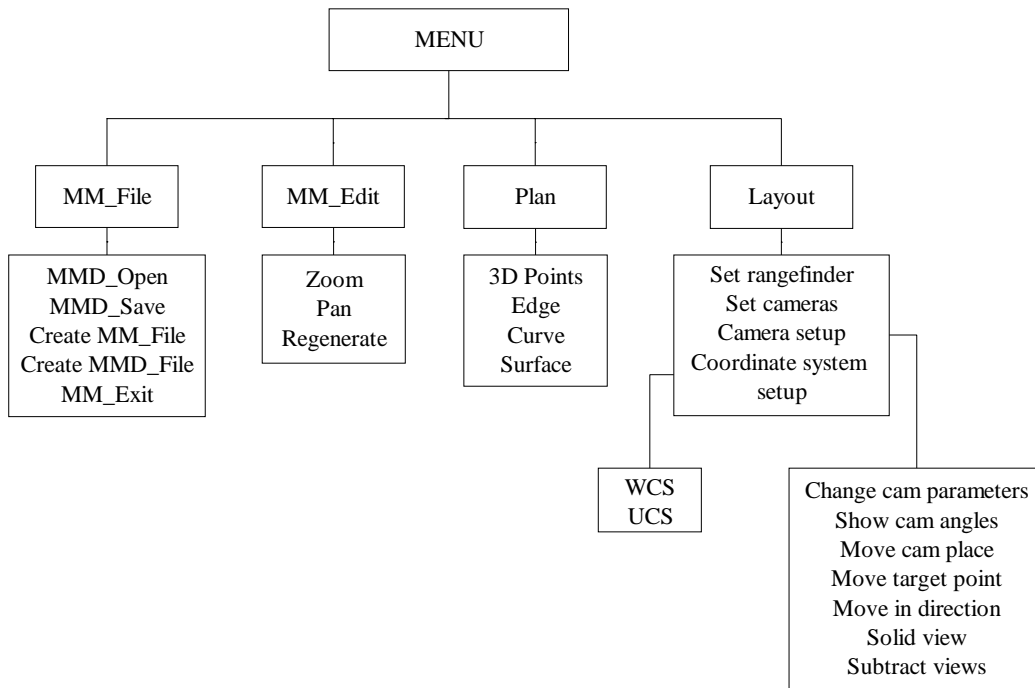 MENU
MM_File
MM_Edit
Plan
Layout
MMD_Open
MMD_Save
Create MM_File
Create MMD_File
MM_Exit
Zoom
Pan
Regenerate
3D Points
Edge
Curve
Surface
Set rangefinder
Set cameras
Camera setup
Coordinate system
setup
WCS
UCS
Change cam parameters
Show cam angles
Move cam place
Move target point
Move in direction
Solid view
Subtract views